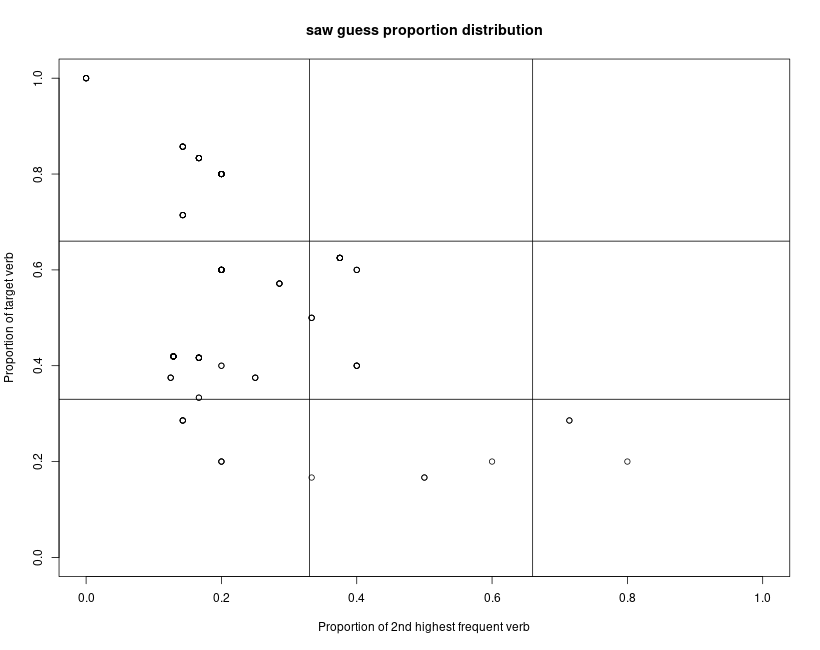 saw guess proportion distribution
1.0
0.8
0.6
0.4
0.2
0.0
Proportion of target verb
0.0 0.2 0.4 0.6 0.8 1.0
Proportion of 2nd highest frequent verb